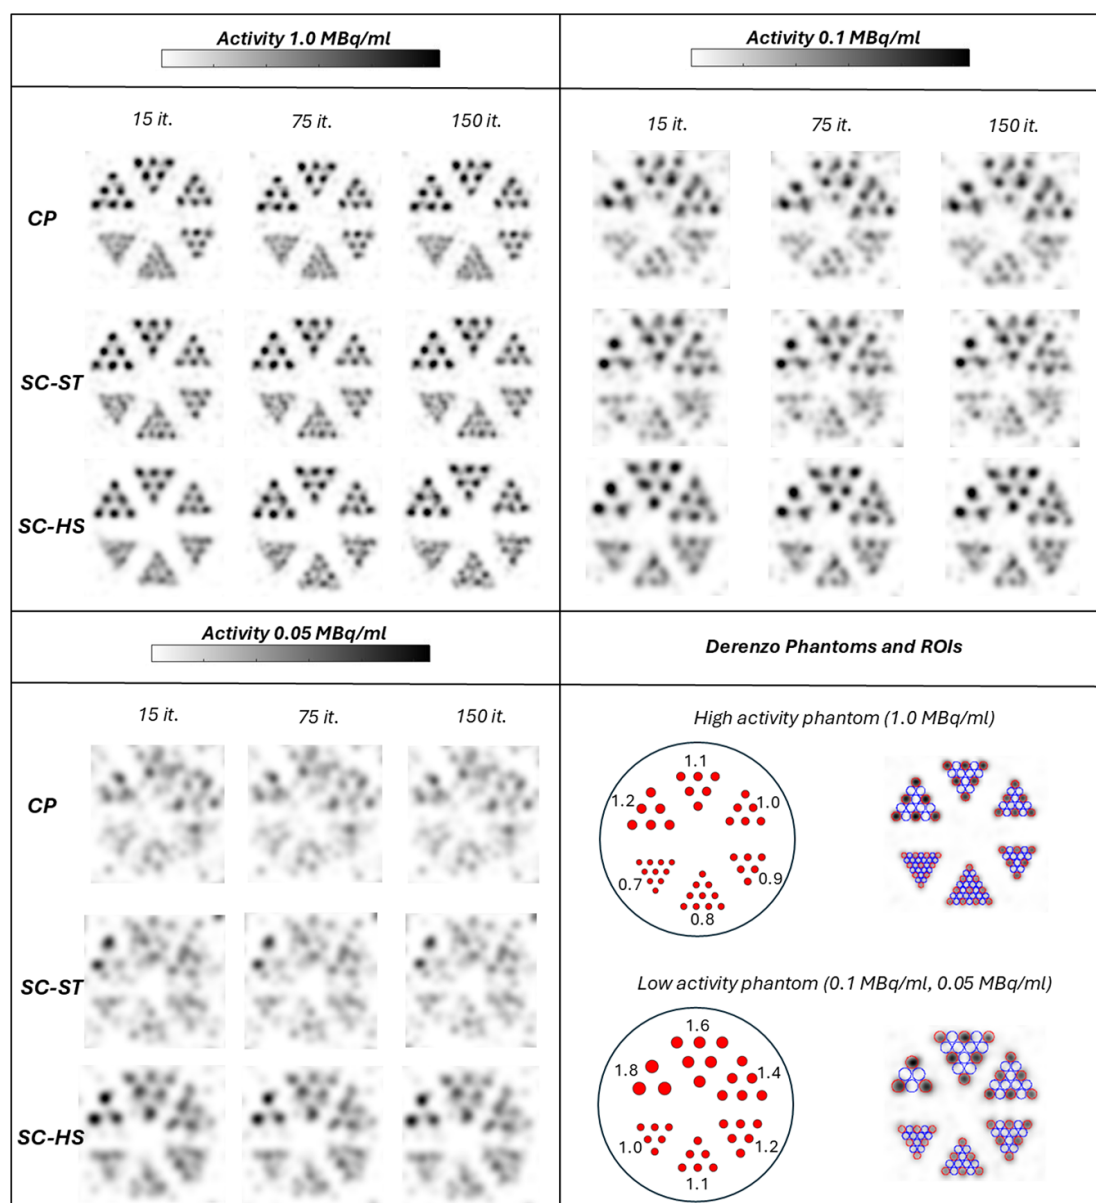 Activity 1.0 MBq/ml
Activity 0.1 MBq/ml
15 it. 75 it. 150 it.
15 it. 75 it. 150 it.
CP
SC-ST
SC-HS
Activity 0.05 MBq/ml
Derenzo Phantoms and ROIs
15 it. 75 it. 150 it.
CP
SC-ST
SC-HS
High activity phantom (1.0 MBq/ml)
1.1
1.2
1.0
0.7
0.9
0.8
Low activity phantom (0.1 MBq/ml, 0.05 MBq/ml)
1.6
1.8
1.4
1.0
1.2
1.1